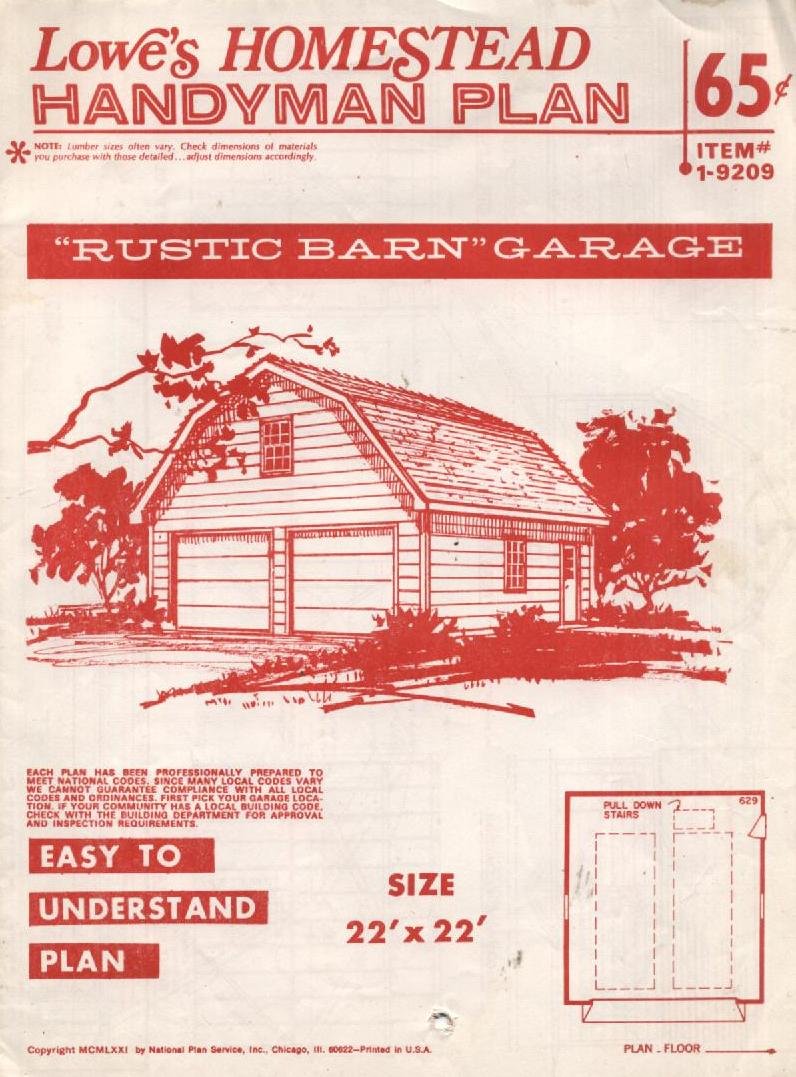 Lowe's HOMESTEAD
HANDYMAN PLAN
65¢
ITEM#
1-9209
* NOTE: Lumber sizes often vary. Check dimensions of materials
you purchase with those detailed...adjust dimensions accordingly.
"RUSTIC BARN" GARAGE
EACH PLAN HAS BEEN PROFESSIONALLY PREPARED TO
MEET NATIONAL CODES. SINCE MANY LOCAL CODES VARY
WE CANNOT GUARANTEE COMPLIANCE WITH ALL LOCAL
CODES AND ORDINANCES. FIRST PICK YOUR GARAGE LOCA-
TION. IF YOUR COMMUNITY HAS A LOCAL BUILDING CODE,
CHECK WITH THE BUILDING DEPARTMENT FOR APPROVAL
AND INSPECTION REQUIREMENTS.
EASY TO
UNDERSTAND
PLAN
SIZE
22' x 22'
PULL DOWN
STAIRS
629
PLAN - FLOOR
Copyright MCMLXXI by National Plan Service, Inc., Chicago, Ill. 60622—Printed in U.S.A.